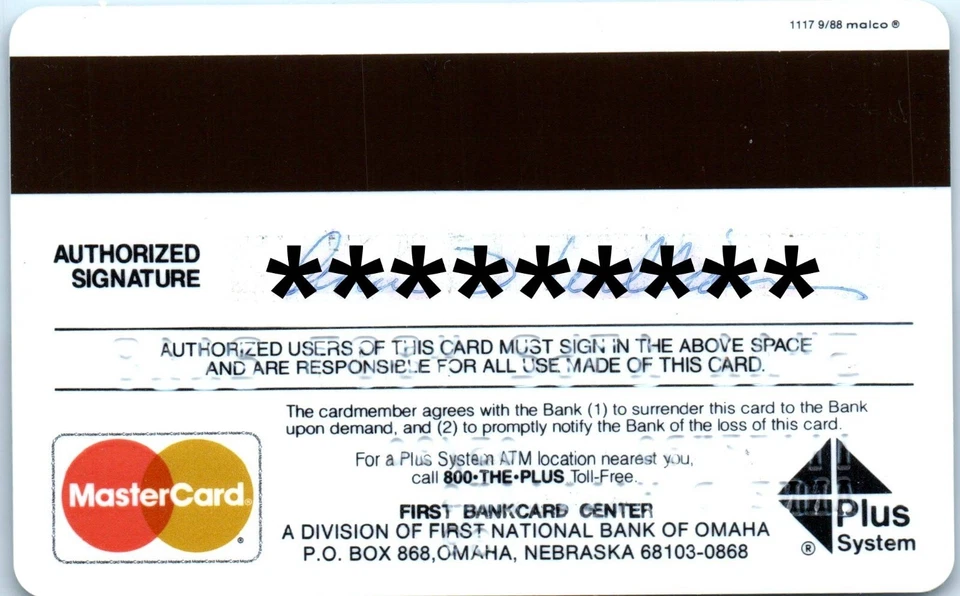 1117 9/88 malco ®
AUTHORIZED
SIGNATURE
*********
AUTHORIZED USERS OF THIS CARD MUST SIGN IN THE ABOVE SPACE
AND ARE RESPONSIBLE FOR ALL USE MADE OF THIS CARD.
The cardmember agrees with the Bank (1) to surrender this card to the Bank
upon demand, and (2) to promptly notify the Bank of the loss of this card.
For a Plus System ATM location nearest you,
call 800•THE•PLUS Toll-Free.
FIRST BANKCARD CENTER
A DIVISION OF FIRST NATIONAL BANK OF OMAHA
P.O. BOX 868,OMAHA, NEBRASKA 68103-0868
MasterCard®
®
Plus
® System